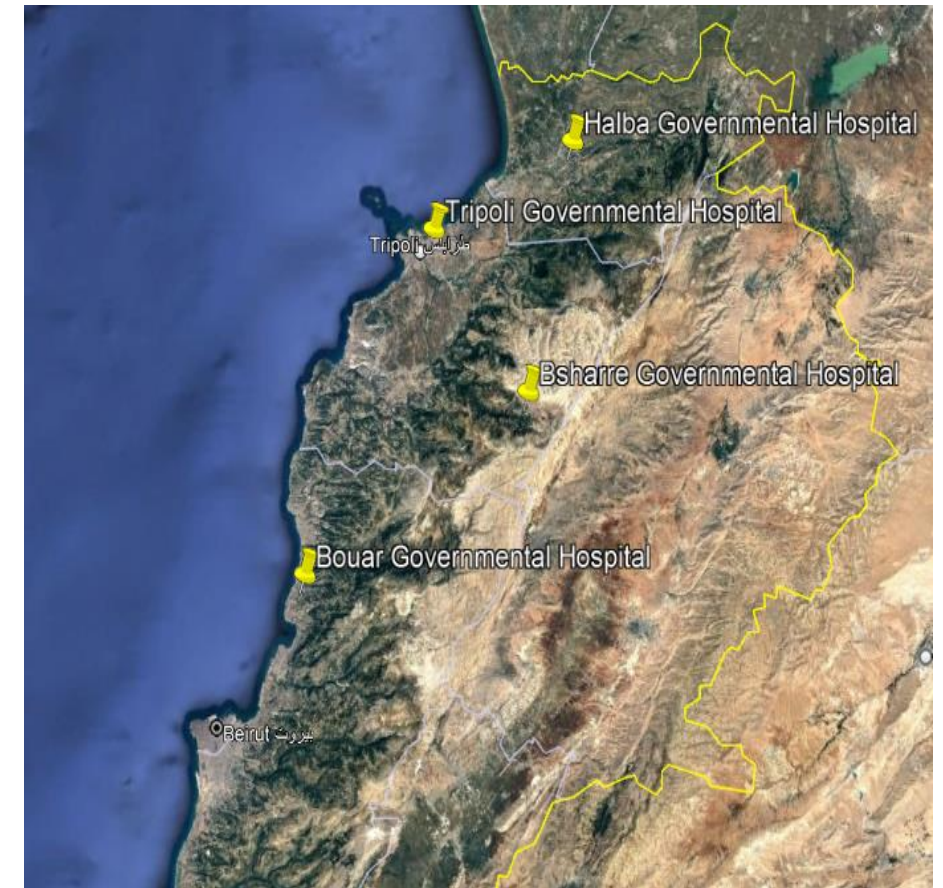 Halba Governmental Hospital
Tripoli Governmental Hospital
Tripoli طرابلس
Bsharre Governmental Hospital
Bouar Governmental Hospital
Beirut بيروت